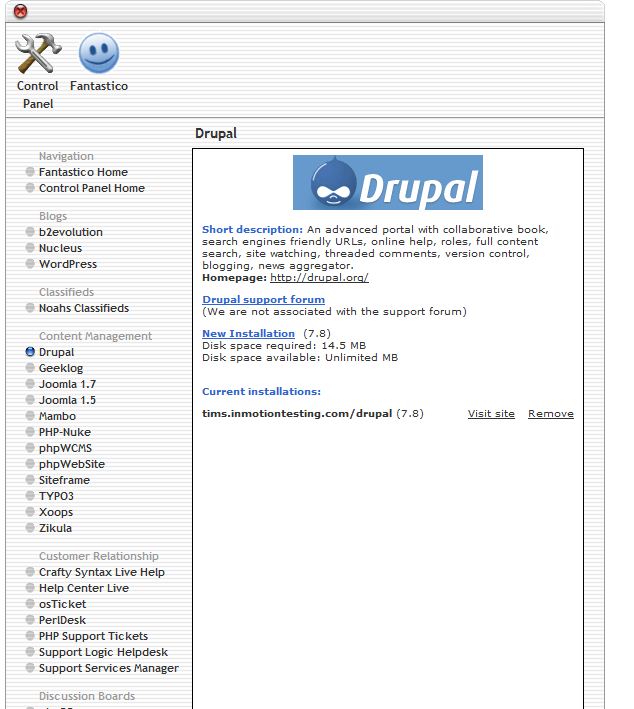 Control
Panel
Fantastico
Navigation
Fantastico Home
Control Panel Home
Blogs
b2evolution
Nucleus
WordPress
Classifieds
Noahs Classifieds
Content Management
Drupal
Geeklog
Joomla 1.7
Joomla 1.5
Mambo
PHP-Nuke
phpWCMS
phpWebSite
Siteframe
TYPO3
Xoops
Zikula
Customer Relationship
Crafty Syntax Live Help
Help Center Live
osTicket
PerlDesk
PHP Support Tickets
Support Logic Helpdesk
Support Services Manager
Discussion Boards
Drupal
Drupal
Short description: An advanced portal with collaborative book,
search engines friendly URLs, online help, roles, full content
search, site watching, threaded comments, version control,
blogging, news aggregator.
Homepage: http://drupal.org/
Drupal support forum
(We are not associated with the support forum)
New Installation (7.8)
Disk space required: 14.5 MB
Disk space available: Unlimited MB
Current installations:
tims.inmotiontesting.com/drupal (7.8) Visit site Remove